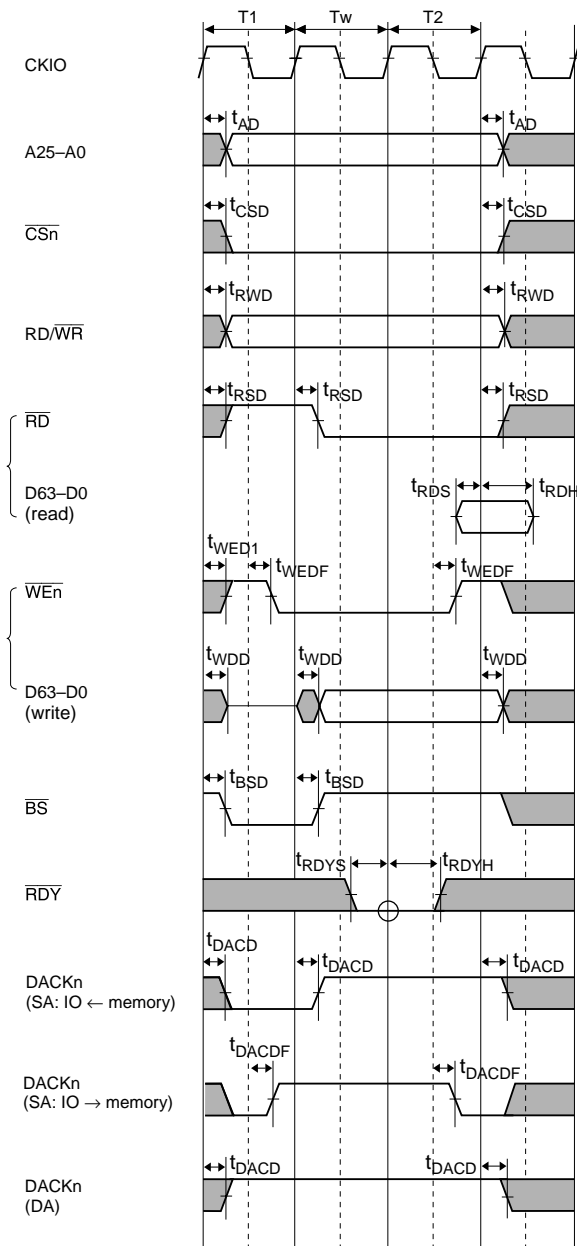 T1 Tw T2
CKIO
tAD tAD
A25–A0
tCSD tCSD
CSn
tRWD tRWD
RD/WR
tRSD tRSD tRSD
RD
tRDS tRDH
D63–D0
(read)
tWED1 tWEDF tWEDF
WEn
tWDD tWDD tWDD
D63–D0
(write)
tBSD tBSD
BS
tRDYS tRDYH
RDY
tDACD tDACD tDACD
DACKn
(SA: IO ← memory)
tDACDF tDACDF
DACKn
(SA: IO → memory)
tDACD tDACD
DACKn
(DA)